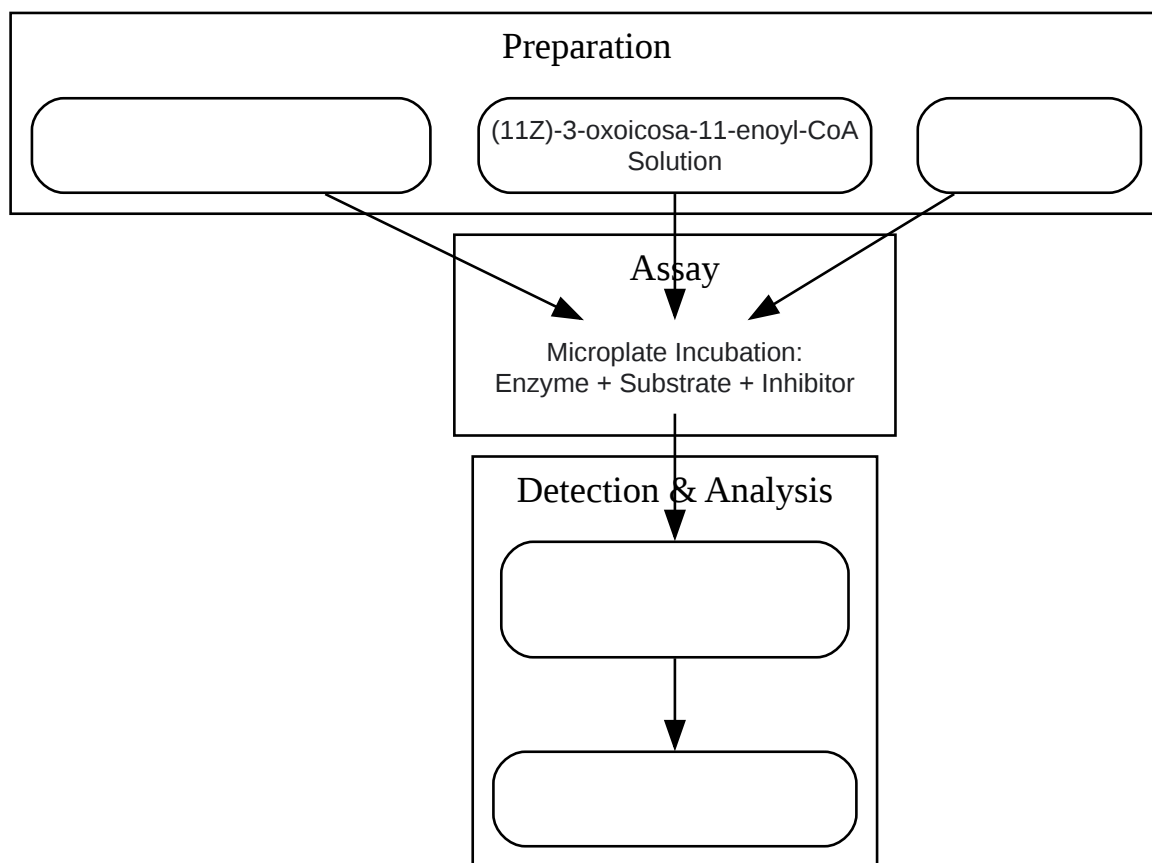 Preparation
(11Z)-3-oxoicosa-11-enoyl-CoA
Solution
Assay
Microplate Incubation:
Enzyme + Substrate + Inhibitor
Detection & Analysis